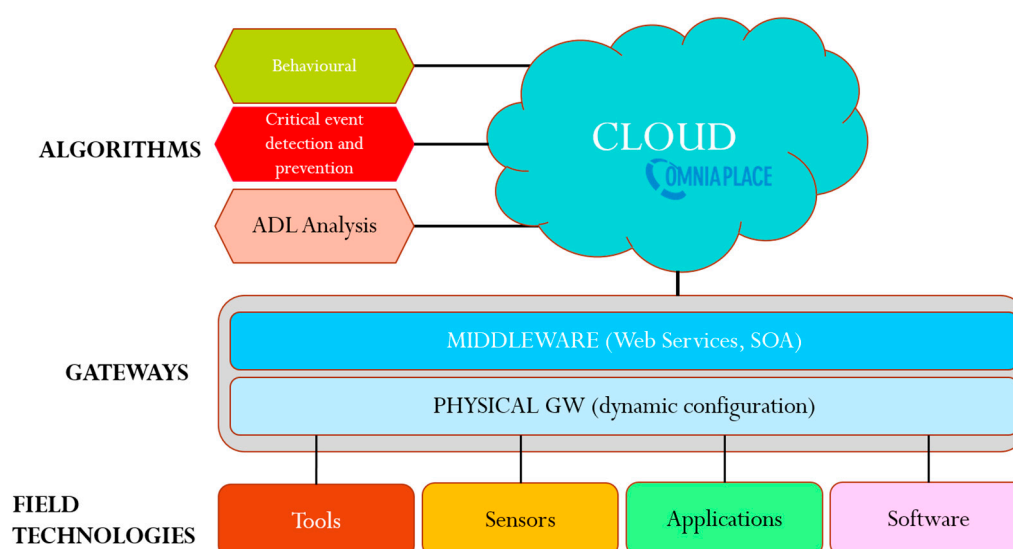 Behavioural
ALGORITHMS
Critical event
detection and
prevention
ADL Analysis
CLOUD
OMNIAPLACE
GATEWAYS
MIDDLEWARE (Web Services, SOA)
PHYSICAL GW (dynamic configuration)
FIELD
TECHNOLOGIES
Tools
Sensors
Applications
Software